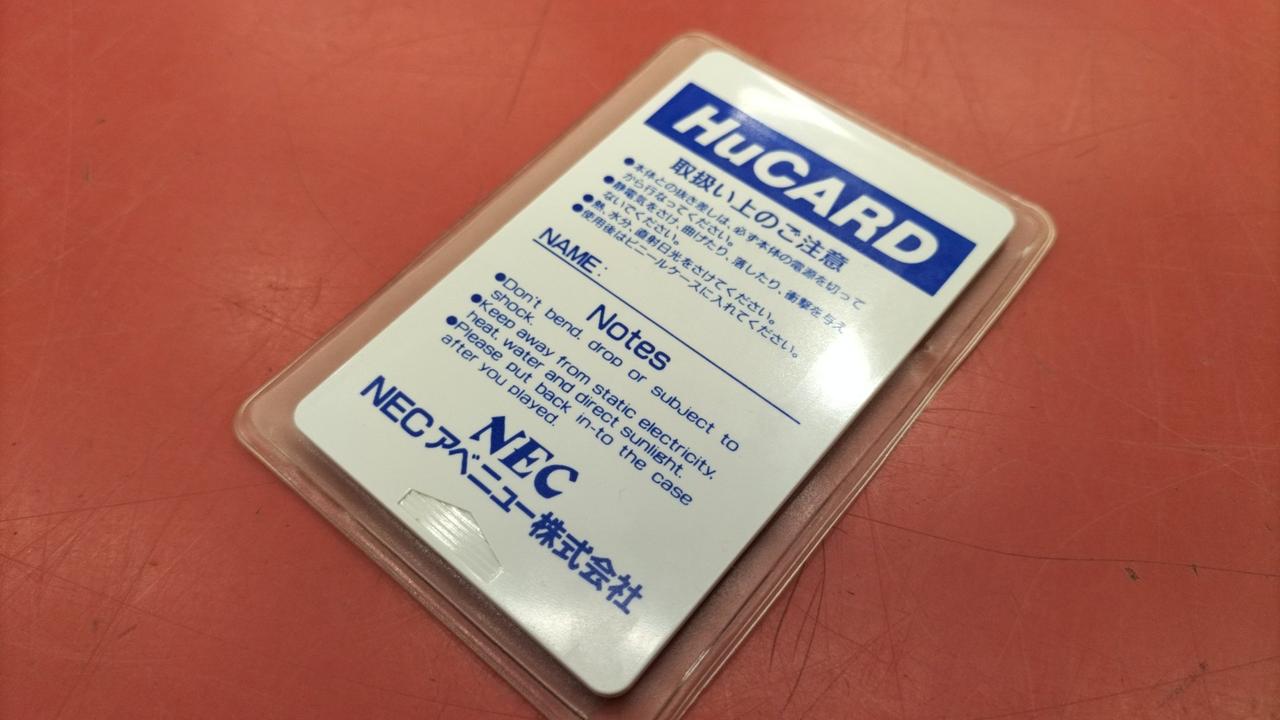 HuCARD
取扱い上のご注意
●本体との抜き差しは、必ず本体の電源を切って
から行なってください。
●静電気をさけ、曲げたり、落したり、衝撃を与え
ないでください。
●熱、水分、直射日光をさけてください。
●使用後はビニールケースに入れてください。
NAME:
Notes
●Don't bend, drop or subject to
shock.
●Keep away from static electricity,
heat, water and direct sunlight.
●Please put back in-to the case
after you played.
NEC
NECアベニュー株式会社